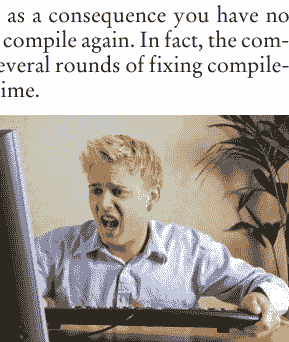 as a consequence you have no
compile again. In fact, the com-
everal rounds of fixing compile-
ime.